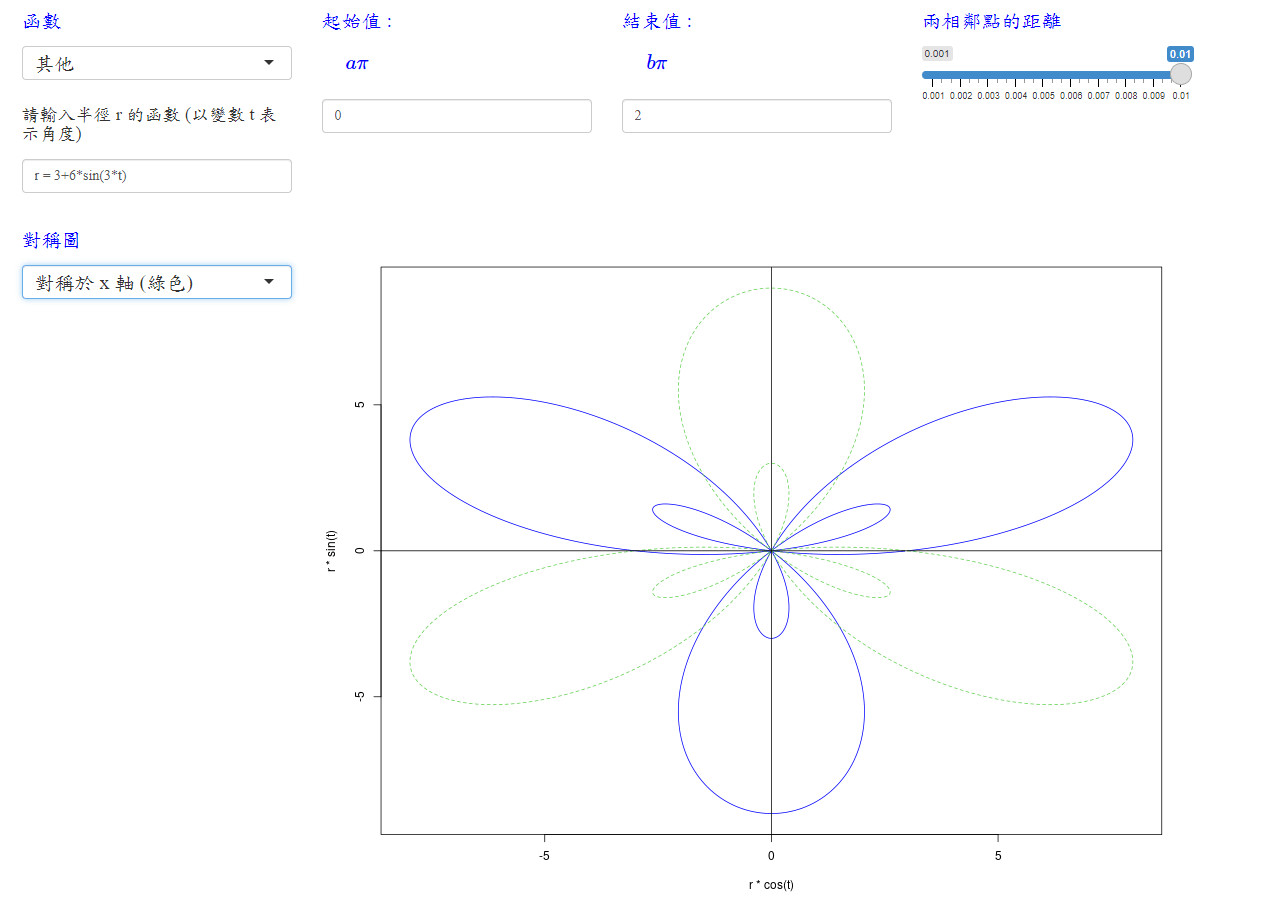 函數
其他
請輸入半徑 r 的函數 (以變數 t 表
示角度)
r = 3+6*sin(3*t)
對稱圖
對稱於 x 軸 (綠色)
起始值 :
aπ
0
結束值 :
bπ
2
兩相鄰點的距離
0.001
0.01
0.001 0.002 0.003 0.004 0.005 0.006 0.007 0.008 0.009 0.01
5
0
-5
r * sin(t)
-5 0 5
r * cos(t)